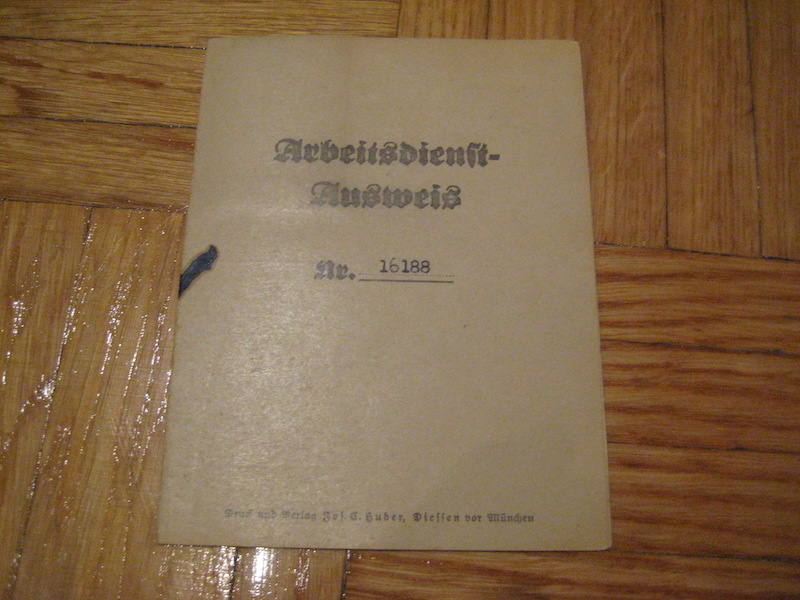 Arbeitsdienst-
Ausweis
Nr. 16188
Druck und Verlag Jos. C. Huber, Diessen vor München